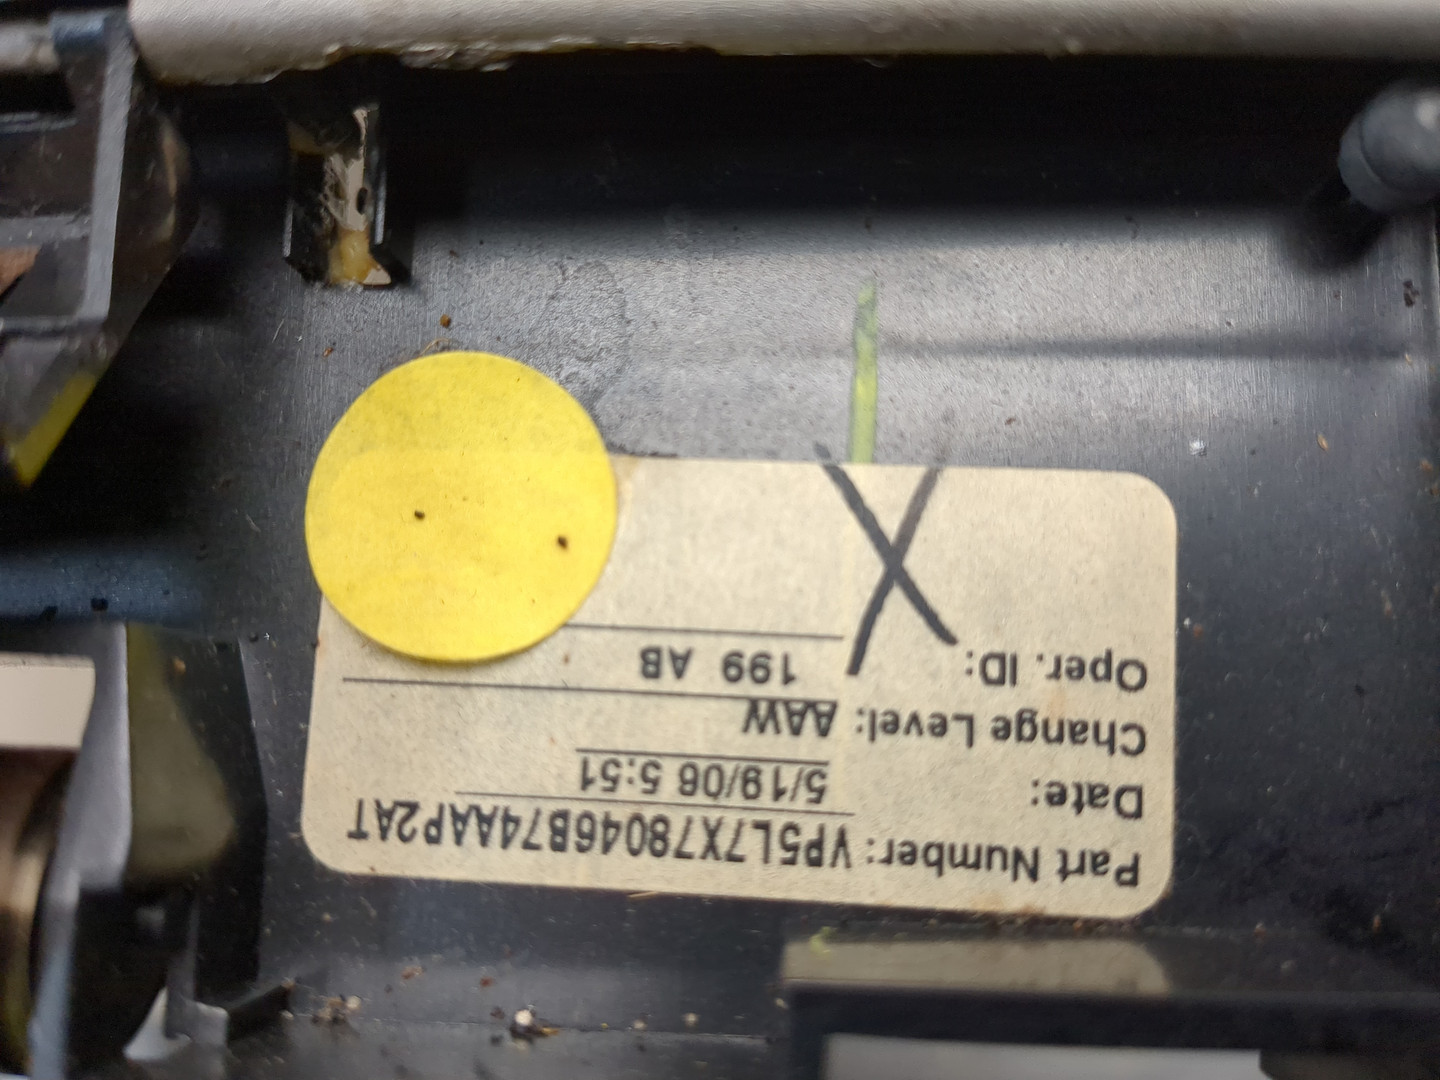 Part Number: VP5L7X78046B74AAP2AT
Date: 5/19/06 5:51
Change Level: AAW
Oper. ID: 199 AB
X